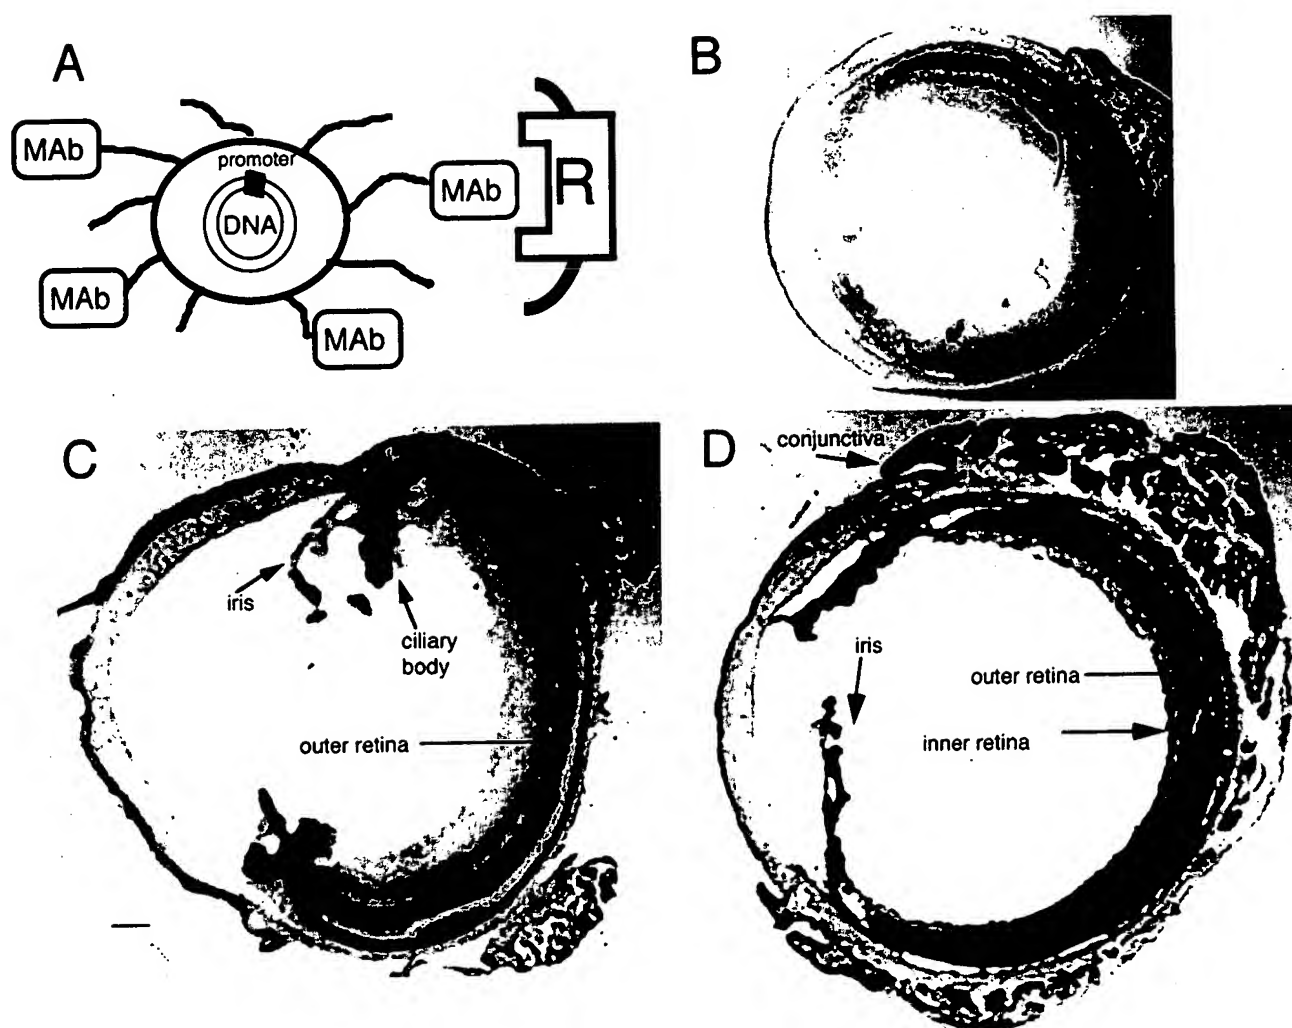 A
MAb
promoter
DNA
MAb
R
MAb
MAb
B
C
iris
ciliary
body
outer retina
D
conjunctiva
iris
outer retina
inner retina